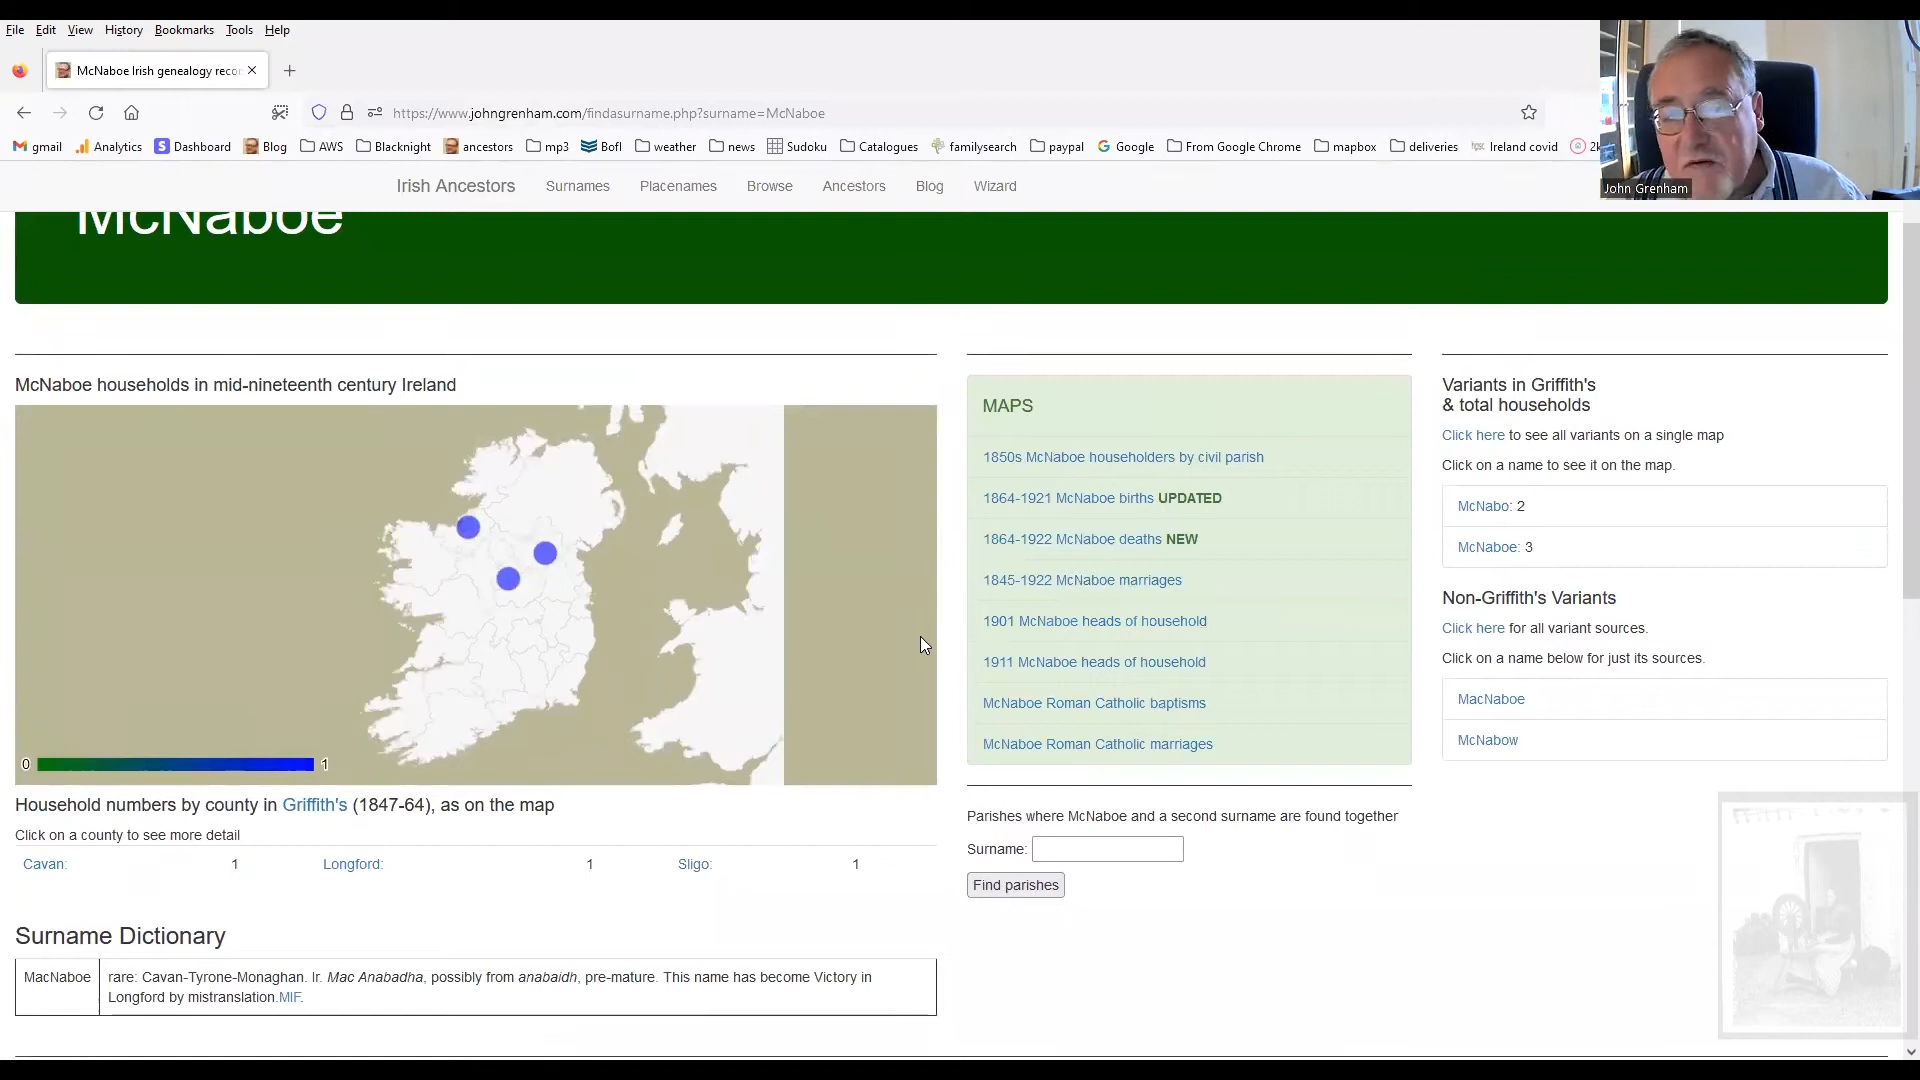 File Edit View History Bookmarks Tools Help
McNaboe Irish genealogy reco
https://www.johngrenham.com/findasurname.php?surname=McNaboe
gmail Analytics Dashboard Blog AWS Blacknight ancestors mp3 BofI weather news Sudoku Catalogues familysearch paypal Google From Google Chrome mapbox deliveries Ireland covid
John Grenham
Irish Ancestors Surnames Placenames Browse Ancestors Blog Wizard
McNaboe
McNaboe households in mid-nineteenth century Ireland
0 1
Household numbers by county in Griffith's (1847-64), as on the map
Click on a county to see more detail
Cavan: 1 Longford: 1 Sligo: 1
Surname Dictionary
MacNaboe
rare: Cavan-Tyrone-Monaghan. Ir. Mac Anabadha, possibly from anabaidh, pre-mature. This name has become Victory in
Longford by mistranslation.MIF.
MAPS
1850s McNaboe householders by civil parish
1864-1921 McNaboe births UPDATED
1864-1922 McNaboe deaths NEW
1845-1922 McNaboe marriages
1901 McNaboe heads of household
1911 McNaboe heads of household
McNaboe Roman Catholic baptisms
McNaboe Roman Catholic marriages
Parishes where McNaboe and a second surname are found together
Surname:
Find parishes
Variants in Griffith's
& total households
Click here to see all variants on a single map
Click on a name to see it on the map.
McNabo: 2
McNaboe: 3
Non-Griffith's Variants
Click here for all variant sources.
Click on a name below for just its sources.
MacNaboe
McNabow